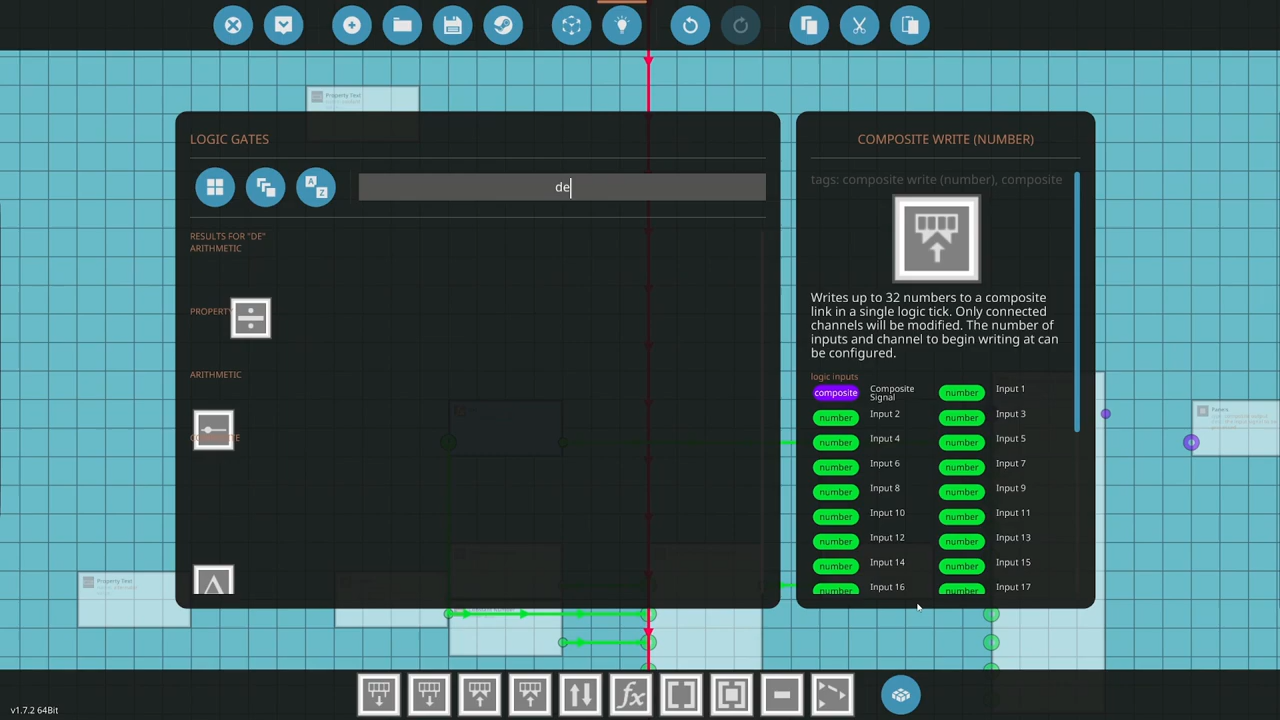 Property Text
LOGIC GATES
A
Z
de
RESULTS FOR "DE"
ARITHMETIC
PROPERTY
ARITHMETIC
Property Text
COMPOSITE WRITE (NUMBER)
tags: composite write (number), composite
Writes up to 32 numbers to a composite
link in a single logic tick. Only connected
channels will be modified. The number of
inputs and channel to begin writing at can
be configured.
logic inputs
composite Composite Signal number Input 1
number Input 2 number Input 3
number Input 4 number Input 5
number Input 6 number Input 7
number Input 8 number Input 9
number Input 10 number Input 11
number Input 12 number Input 13
number Input 14 number Input 15
number Input 16 number Input 17
fx
v1.7.2 64Bit